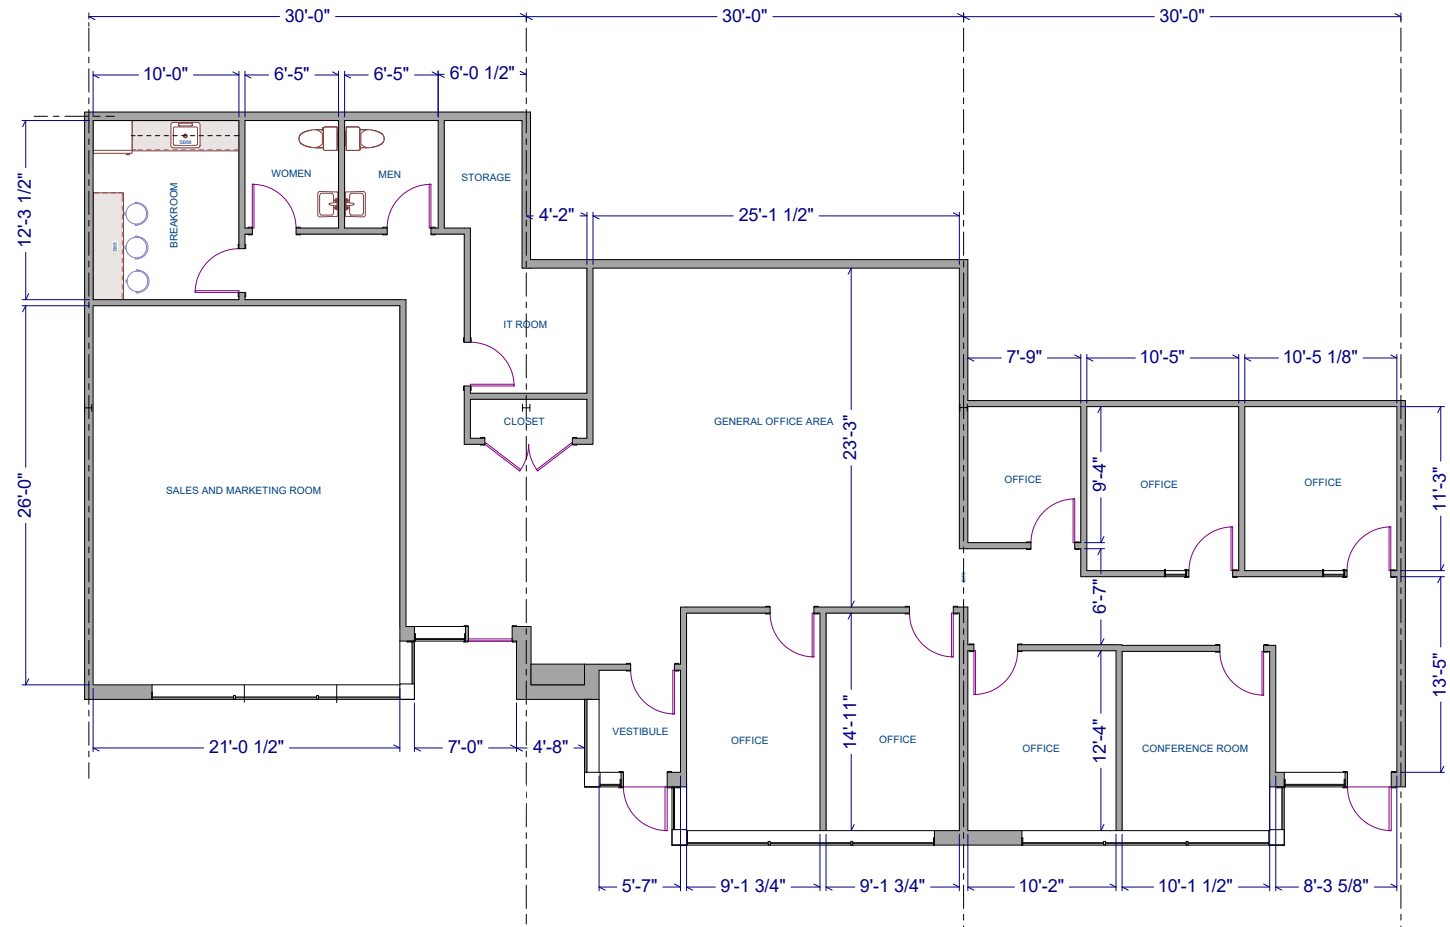 30'-0"
30'-0"
30'-0"
10'-0"
6'-5"
6'-5"
6'-0 1/2"
12'-3 1/2"
BREAKROOM
WOMEN
MEN
STORAGE
4'-2"
25'-1 1/2"
IT ROOM
7'-9"
10'-5"
10'-5 1/8"
CLOSET
GENERAL OFFICE AREA
23'-3"
26'-0"
SALES AND MARKETING ROOM
OFFICE
9'-4"
OFFICE
OFFICE
11'-3"
6'-7"
13'-5"
VESTIBULE
OFFICE
14'-11"
OFFICE
OFFICE
12'-4"
CONFERENCE ROOM
21'-0 1/2"
7'-0"
4'-8"
5'-7"
9'-1 3/4"
9'-1 3/4"
10'-2"
10'-1 1/2"
8'-3 5/8"